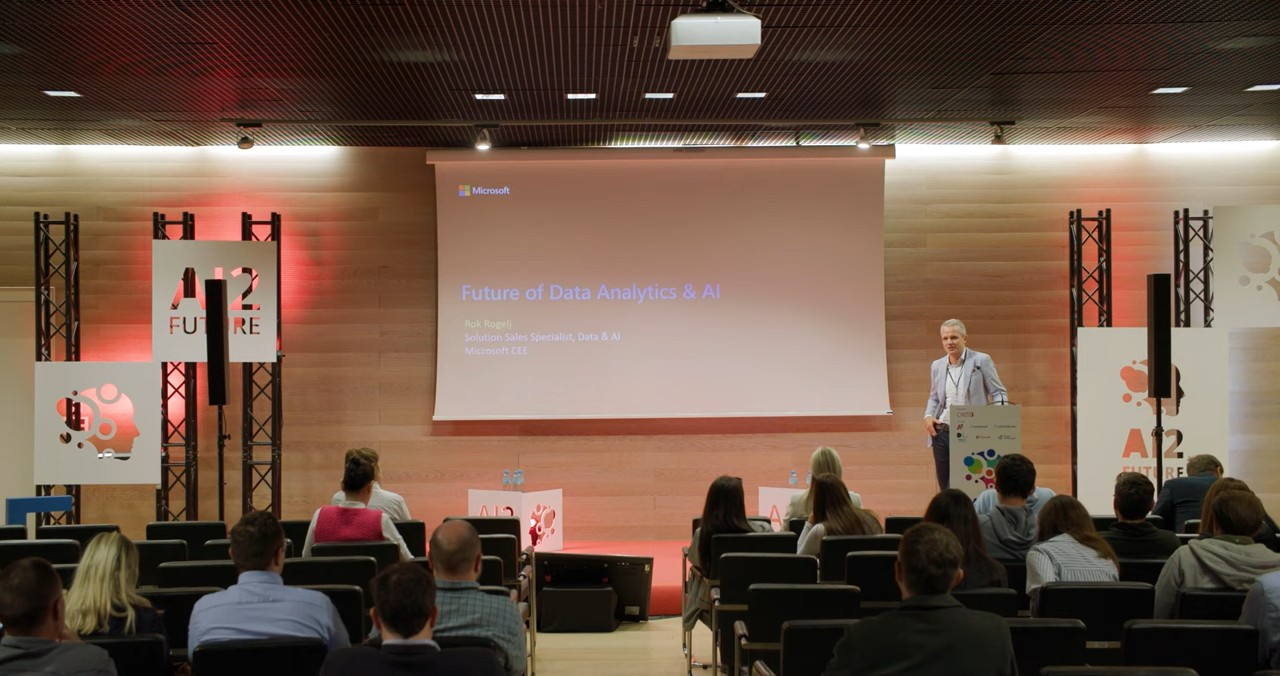 Microsoft
Future of Data Analytics & AI
Rok Rogelj
Solution Sales Specialist, Data & AI
Microsoft CEE
AI2
FUTURE
AI2
AI2
FUTURE